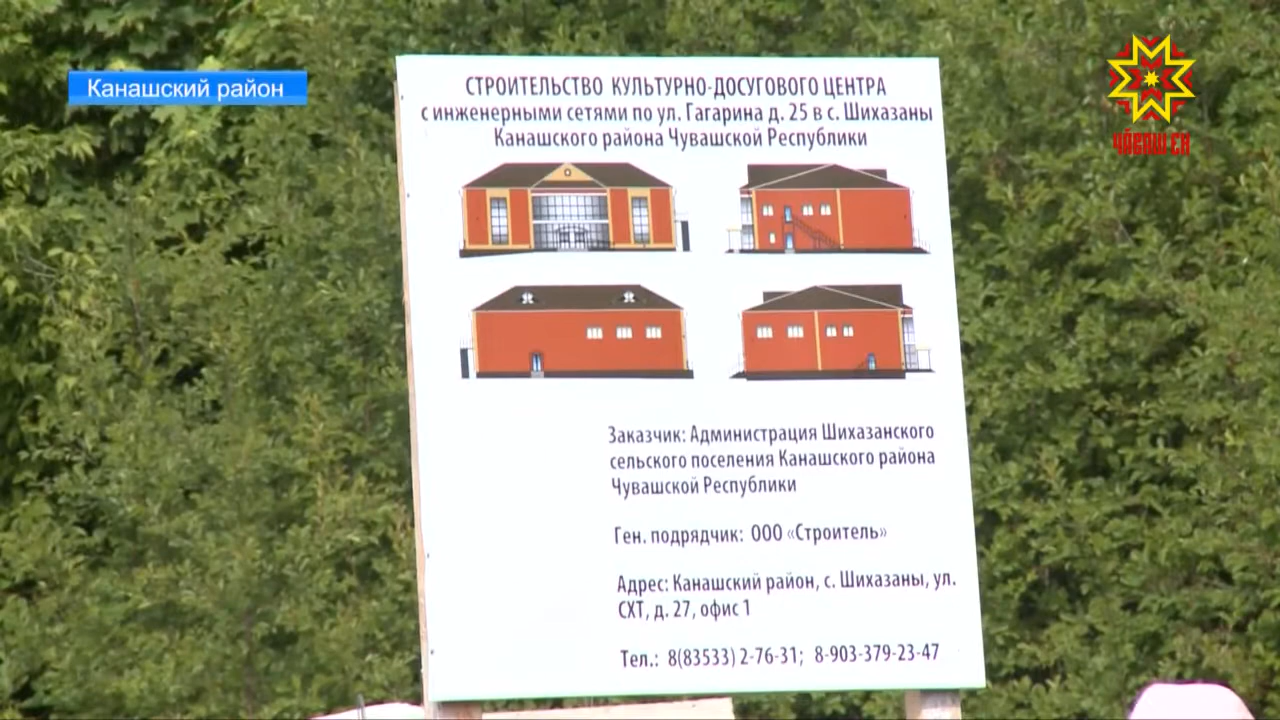 Канашский район
ЧӐВАШ ЕН
СТРОИТЕЛЬСТВО КУЛЬТУРНО-ДОСУГОВОГО ЦЕНТРА
с инженерными сетями по ул. Гагарина д. 25 в с. Шихазаны
Канашского района Чувашской Республики
Заказчик: Администрация Шихазанского
сельского поселения Канашского района
Чувашской Республики
Ген. подрядчик: ООО «Строитель»
Адрес: Канашский район, с. Шихазаны, ул.
СХТ, д. 27, офис 1
Тел.: 8(83533) 2-76-31; 8-903-379-23-47